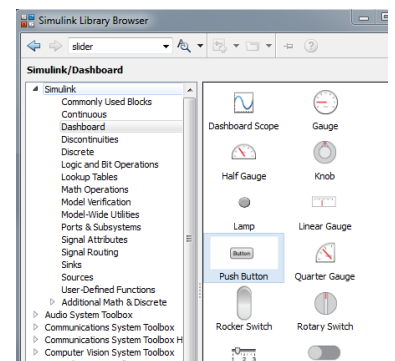 Simulink Library Browser
slider
Simulink/Dashboard
Simulink
Commonly Used Blocks
Continuous
Dashboard
Discontinuities
Discrete
Logic and Bit Operations
Lookup Tables
Math Operations
Model Verification
Model-Wide Utilities
Ports & Subsystems
Signal Attributes
Signal Routing
Sinks
Sources
User-Defined Functions
Additional Math & Discrete
Audio System Toolbox
Communications System Toolbox
Communications System Toolbox H
Computer Vision System Toolbox
Dashboard Scope
Gauge
Half Gauge
Knob
Lamp
Linear Gauge
Button
Push Button
Quarter Gauge
Rocker Switch
Rotary Switch
1 2 3